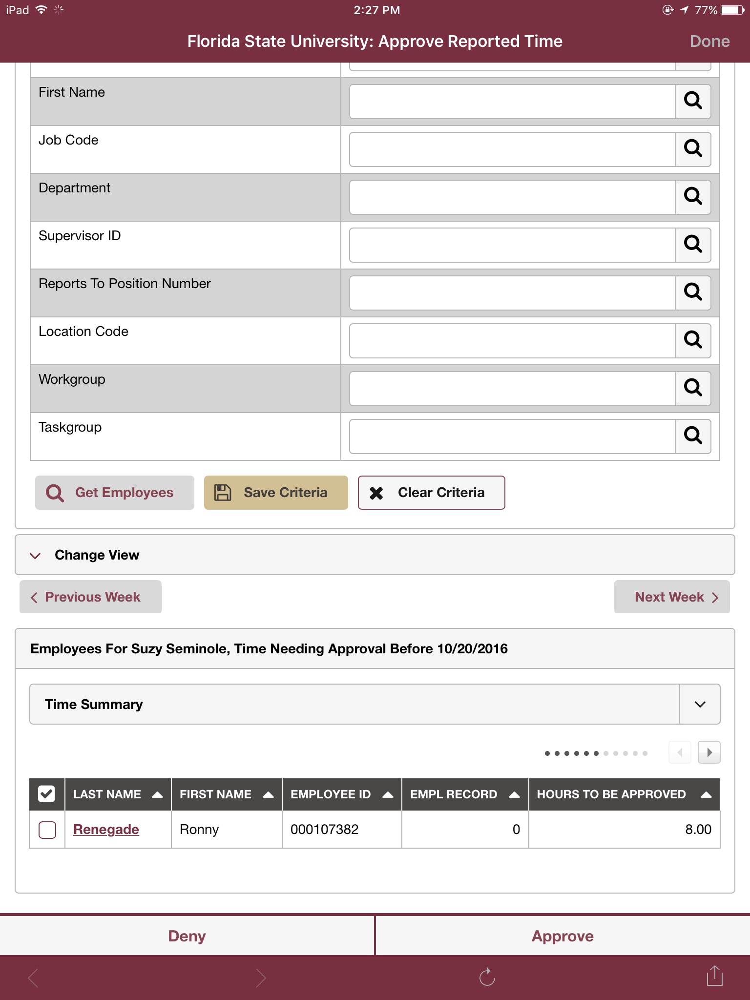 iPad 2:27 PM 77%
Florida State University: Approve Reported Time Done
First Name
Job Code
Department
Supervisor ID
Reports To Position Number
Location Code
Workgroup
Taskgroup
Get Employees Save Criteria Clear Criteria
Change View
Previous Week Next Week
Employees For Suzy Seminole, Time Needing Approval Before 10/20/2016
Time Summary
LAST NAME FIRST NAME EMPLOYEE ID EMPL RECORD HOURS TO BE APPROVED
Renegade Ronny 000107382 0 8.00
Deny Approve